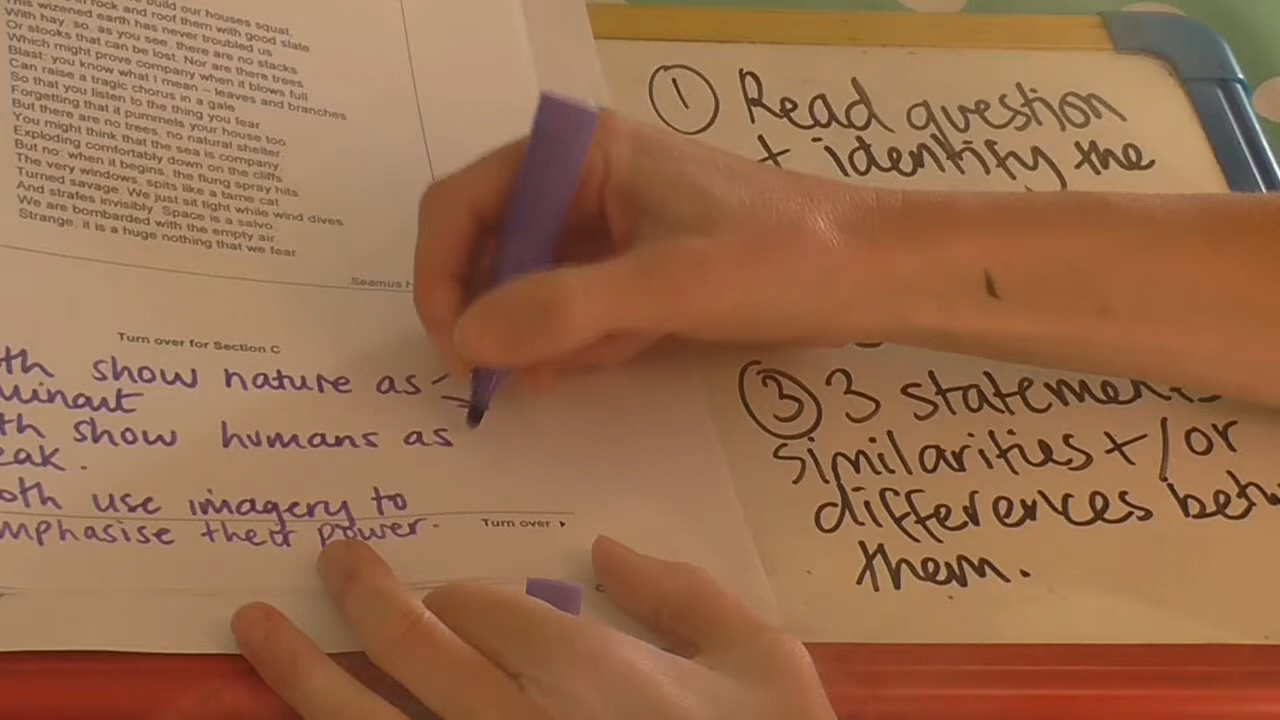 build our houses squat,
rock and roof them with good slate.
This wizened earth has never troubled us
With hay, so, as you see, there are no stacks
Or stooks that can be lost. Nor are there trees
Which might prove company when it blows full
Blast: you know what I mean – leaves and branches
Can raise a tragic chorus in a gale
So that you listen to the thing you fear
Forgetting that it pummels your house too.
But there are no trees, no natural shelter.
You might think that the sea is company,
Exploding comfortably down on the cliffs
But no: when it begins, the flung spray hits
The very windows, spits like a tame cat
Turned savage. We just sit tight while wind dives
And strafes invisibly. Space is a salvo,
We are bombarded with the empty air.
Strange, it is a huge nothing that we fear
Seamus H
Turn over for Section C
th show nature as
minant
th show humans as
eak.
oth use imagery to
mphasise their power.
Turn over
① Read question
+ identify the
③ 3 statements
similarities + / or
differences betw
them.